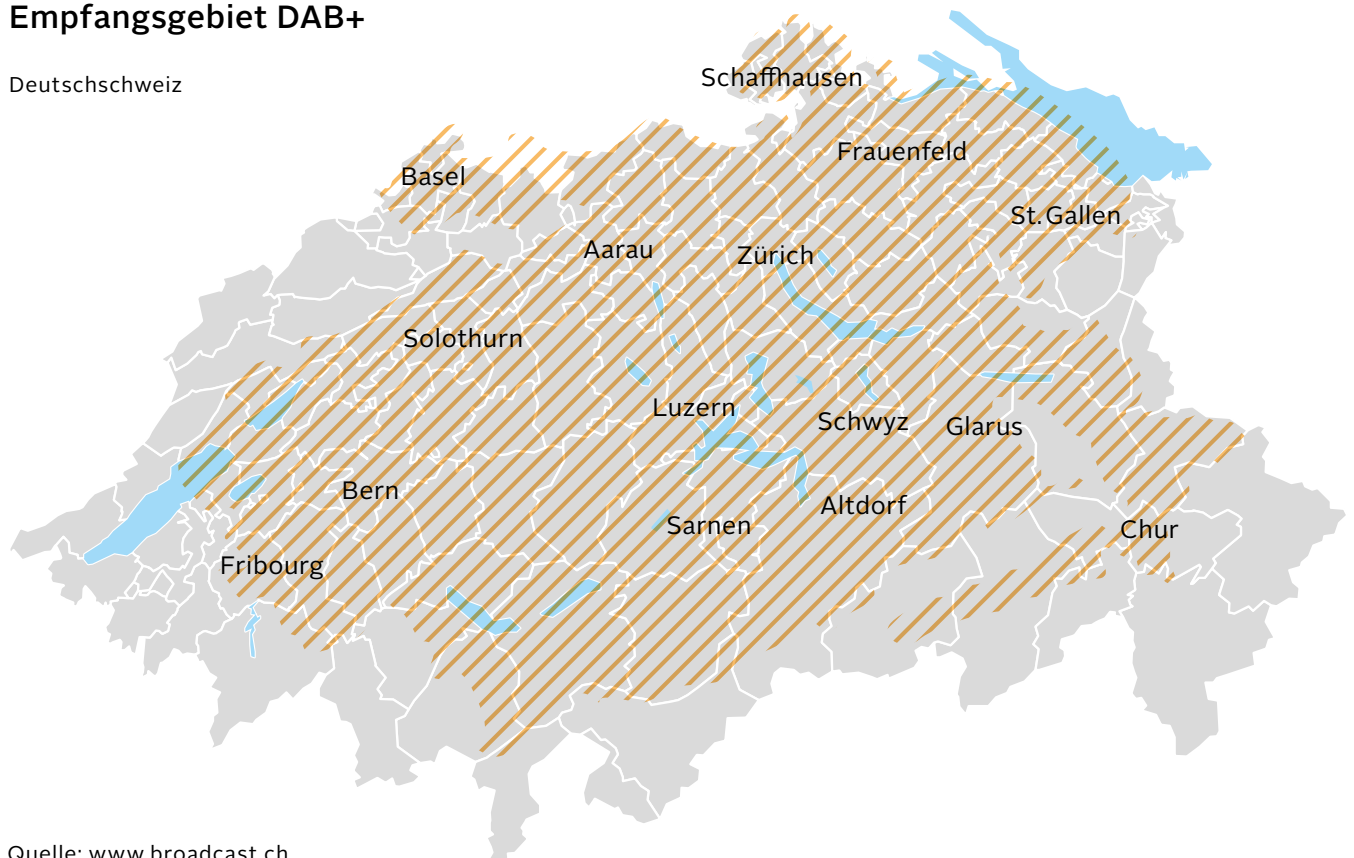 Empfangsgebiet DAB+
Deutschschweiz
Schaffhausen
Frauenfeld
Basel
St.Gallen
Aarau
Zürich
Solothurn
Luzern
Schwyz
Glarus
Bern
Altdorf
Sarnen
Chur
Fribourg
Quelle: www.broadcast.ch